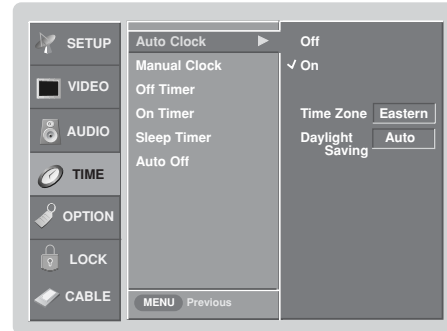 SETUP
VIDEO
AUDIO
TIME
OPTION
LOCK
CABLE
Auto Clock
Manual Clock
Off Timer
On Timer
Sleep Timer
Auto Off
MENU Previous
Off
✓ On
Time Zone Eastern
Daylight Auto
Saving